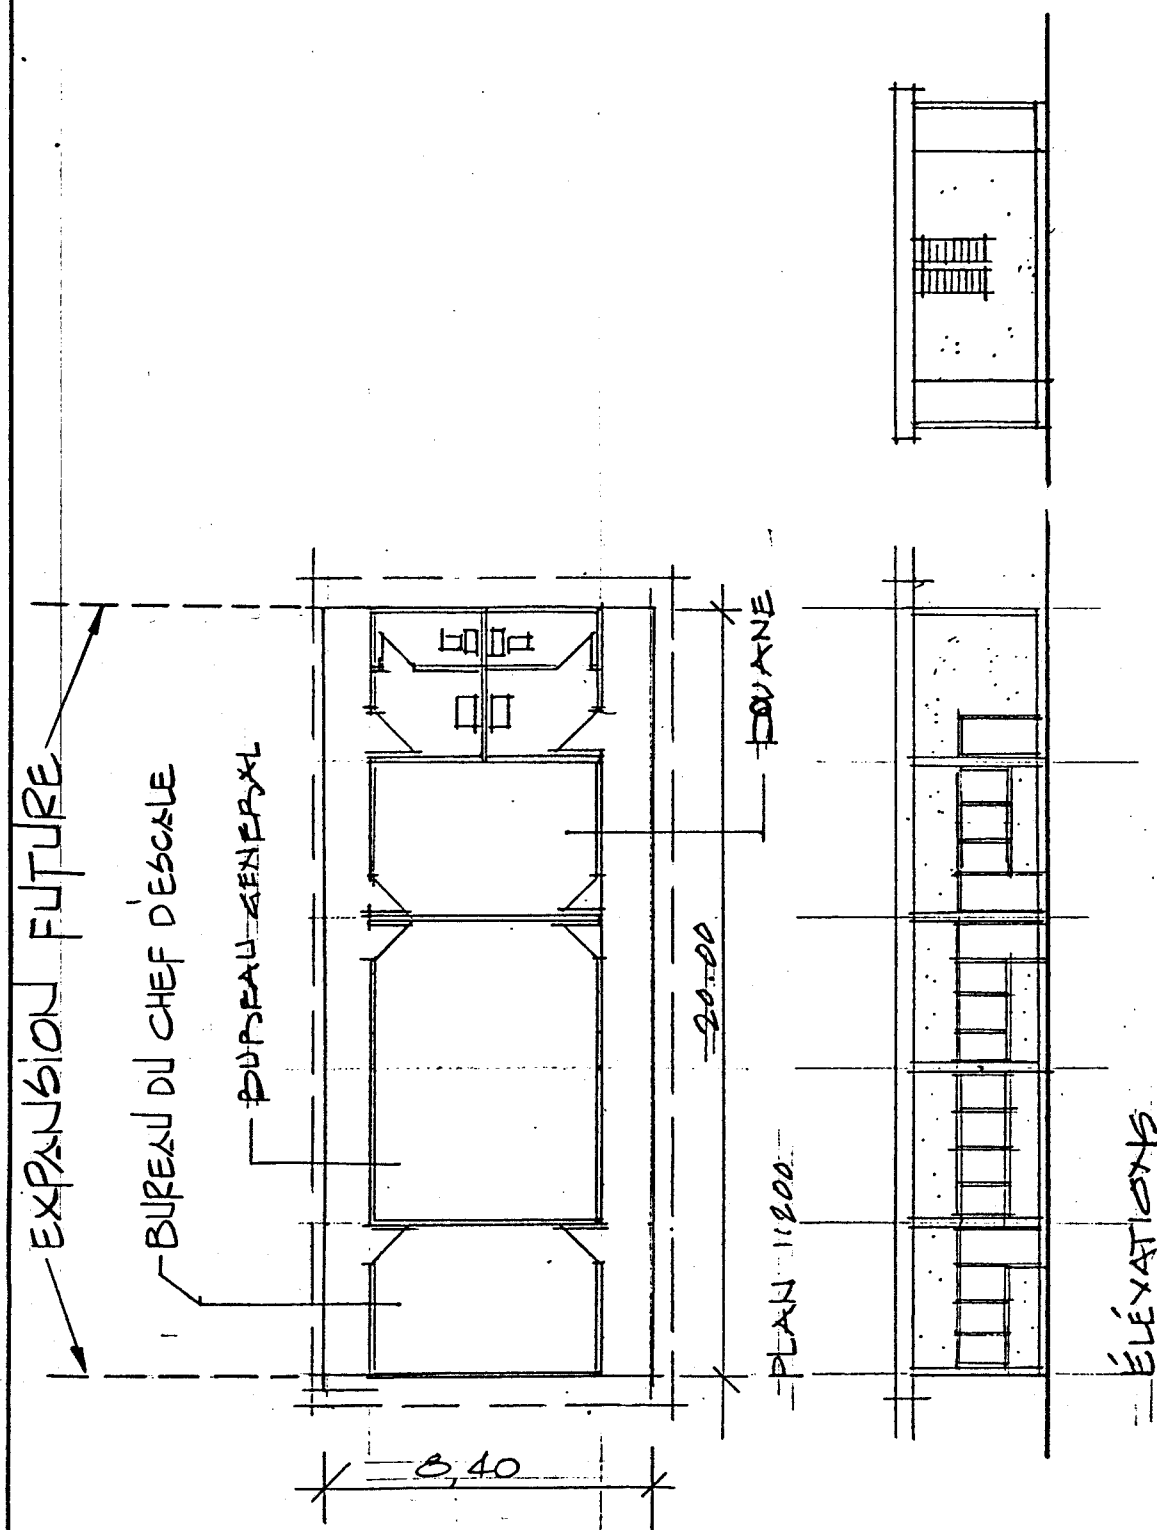 EXPANSION FUTURE
BUREAU DU CHEF D'ESCALE
BUREAU GENERAL
DOUANE
20.00
8,40
PLAN 1:200
ÉLÉVATIONS